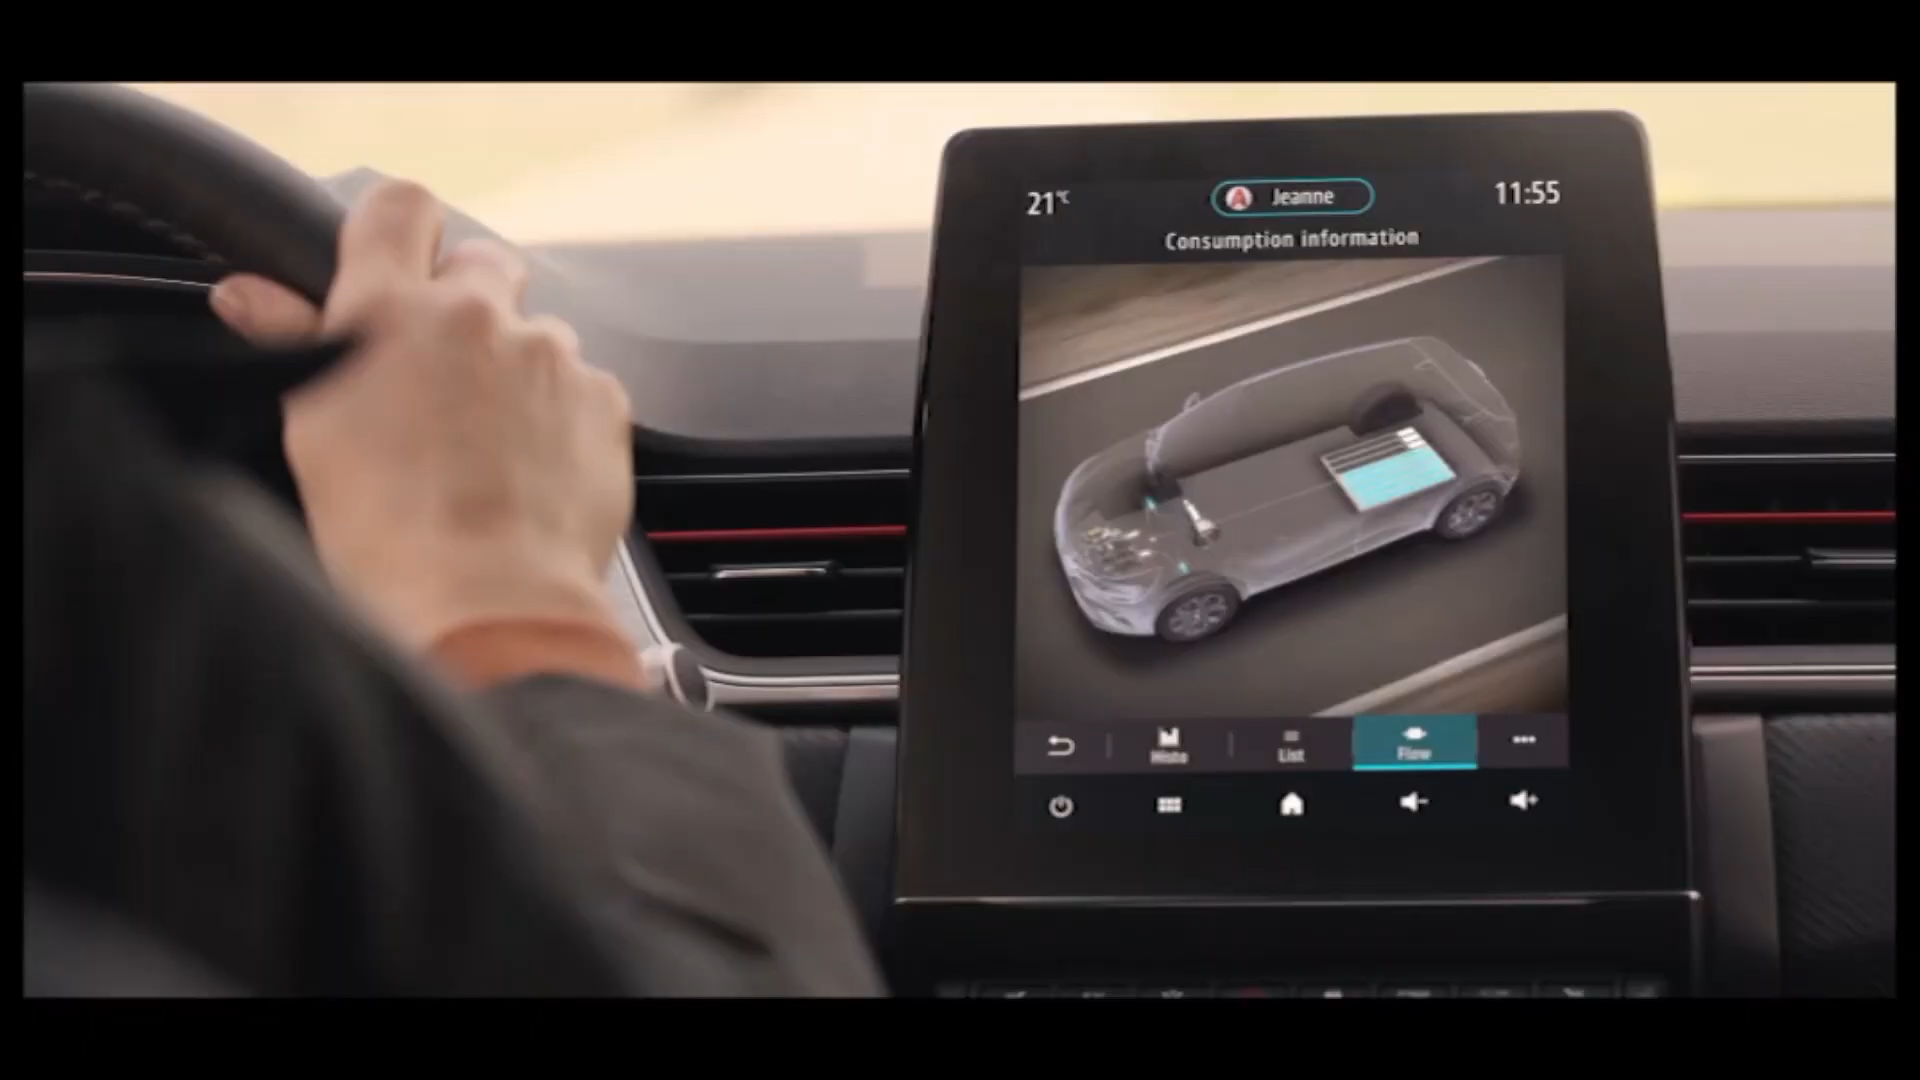 21°C
Jeanne
11:55
Consumption information
Histo
List
Flow